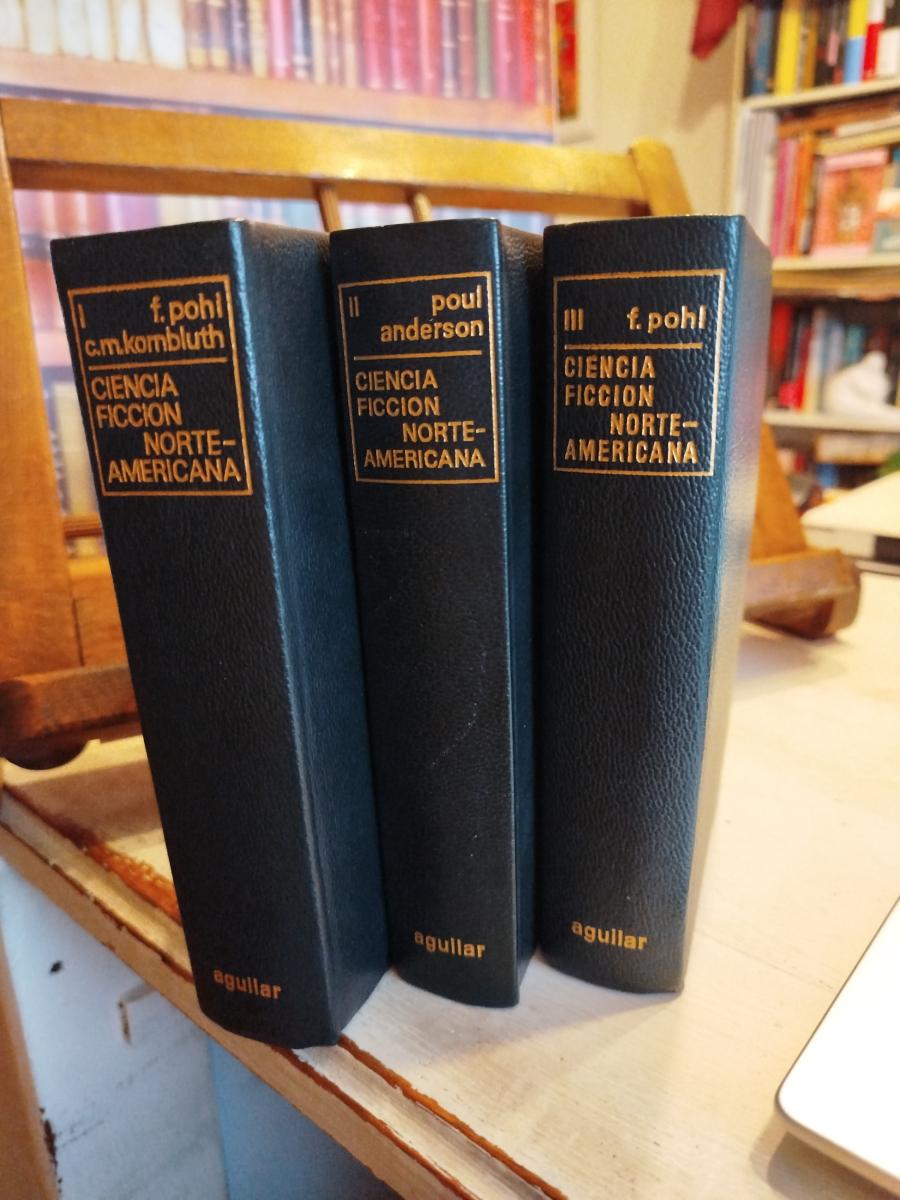 I f. pohl
c.m. kornbluth
CIENCIA
FICCION
NORTE-
AMERICANA
aguilar
II poul
anderson
CIENCIA
FICCION
NORTE-
AMERICANA
aguilar
III f. pohl
CIENCIA
FICCION
NORTE-
AMERICANA
aguilar